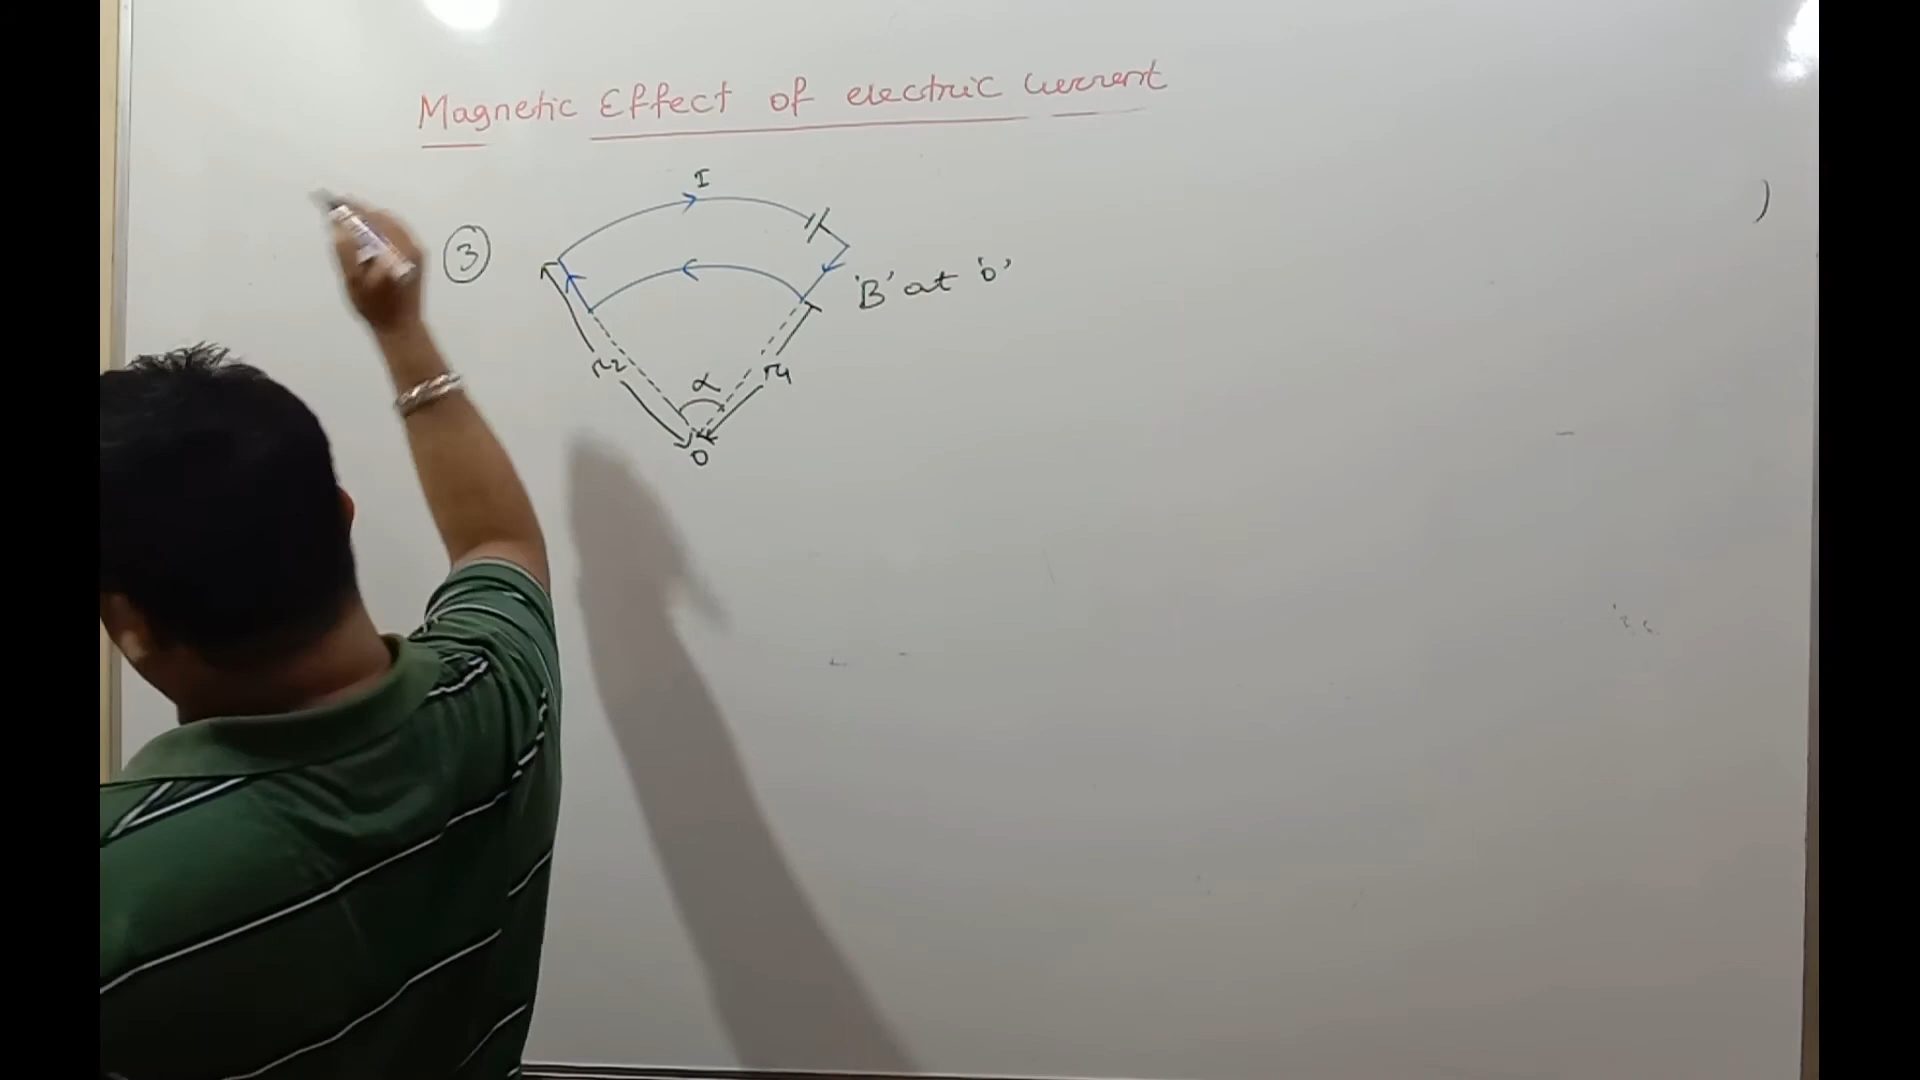 Magnetic Effect of electric current
I
3
'B' at 'O'
r2
α
r1
O